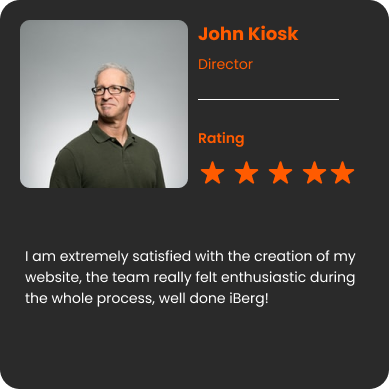 John Kiosk
Director
Rating
I am extremely satisfied with the creation of my
website, the team really felt enthusiastic during
the whole process, well done iBerg!